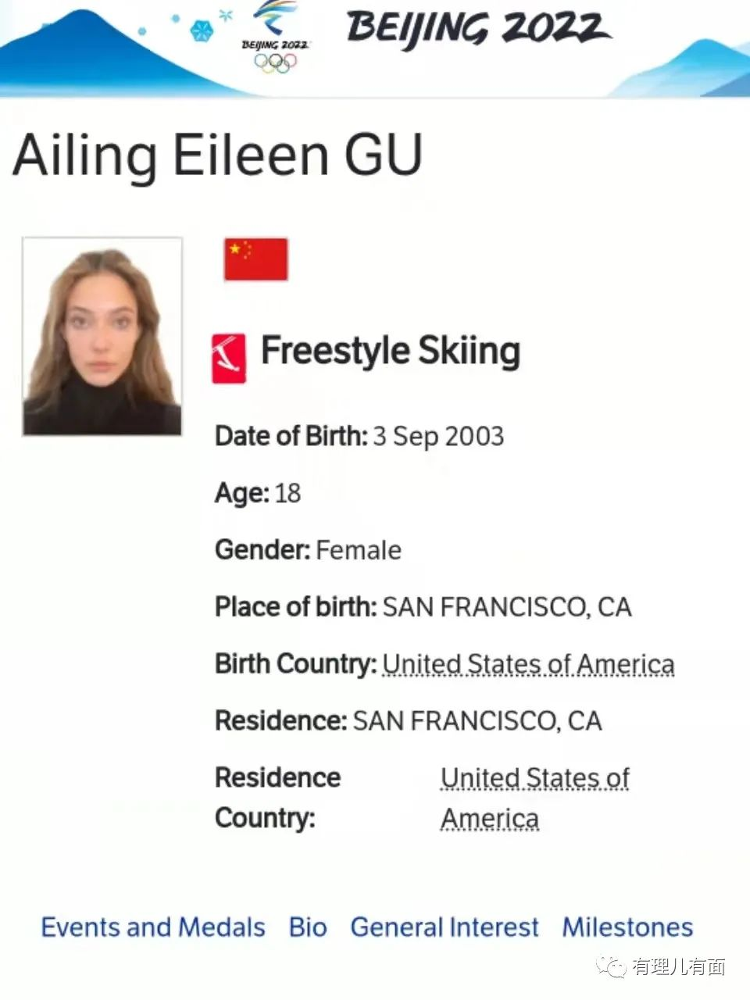 BEIJING 2022
BEIJING 2022
Ailing Eileen GU
Freestyle Skiing
Date of Birth: 3 Sep 2003
Age: 18
Gender: Female
Place of birth: SAN FRANCISCO, CA
Birth Country: United States of America
Residence: SAN FRANCISCO, CA
Residence Country: United States of America
Events and Medals Bio General Interest Milestones
有理儿有面